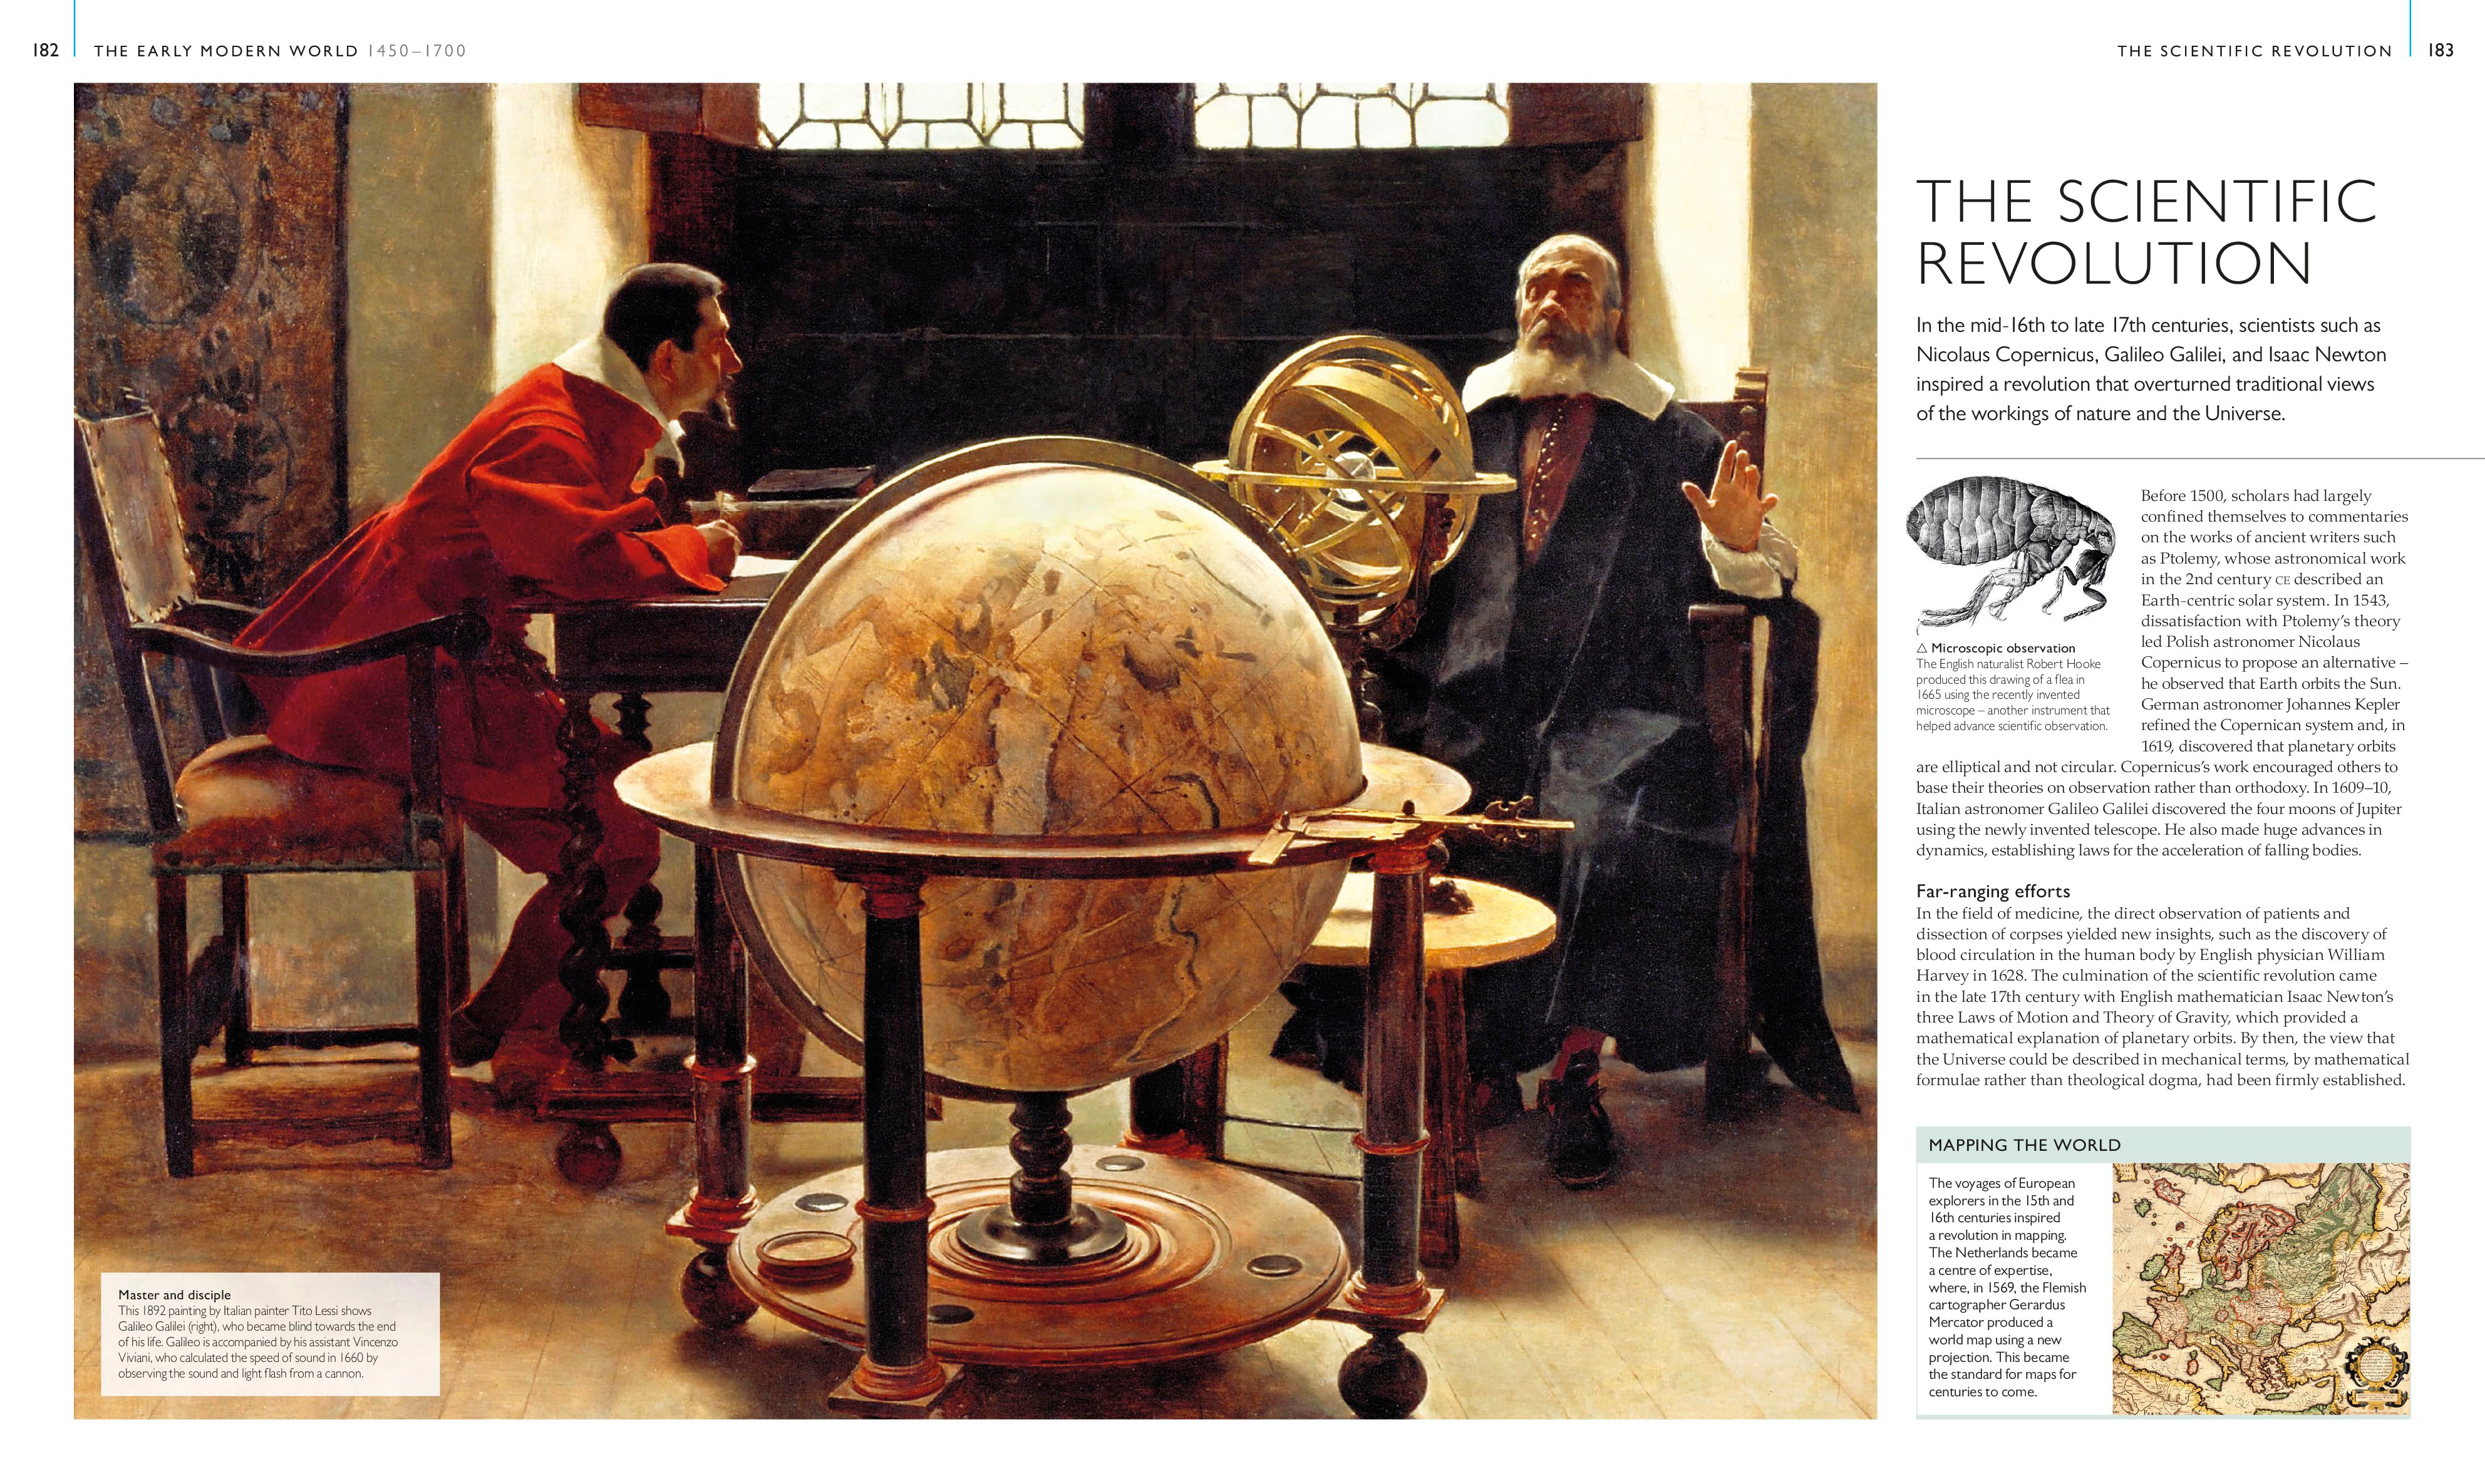 182 THE EARLY MODERN WORLD 1450–1700
THE SCIENTIFIC REVOLUTION 183
Master and disciple
This 1892 painting by Italian painter Tito Lessi shows
Galileo Galilei (right), who became blind towards the end
of his life. Galileo is accompanied by his assistant Vincenzo
Viviani, who calculated the speed of sound in 1660 by
observing the sound and light flash from a cannon.
THE SCIENTIFIC
REVOLUTION
In the mid-16th to late 17th centuries, scientists such as
Nicolaus Copernicus, Galileo Galilei, and Isaac Newton
inspired a revolution that overturned traditional views
of the workings of nature and the Universe.
△ Microscopic observation
The English naturalist Robert Hooke
produced this drawing of a flea in
1665 using the recently invented
microscope – another instrument that
helped advance scientific observation.
Before 1500, scholars had largely
confined themselves to commentaries
on the works of ancient writers such
as Ptolemy, whose astronomical work
in the 2nd century CE described an
Earth-centric solar system. In 1543,
dissatisfaction with Ptolemy's theory
led Polish astronomer Nicolaus
Copernicus to propose an alternative –
he observed that Earth orbits the Sun.
German astronomer Johannes Kepler
refined the Copernican system and, in
1619, discovered that planetary orbits
are elliptical and not circular. Copernicus's work encouraged others to
base their theories on observation rather than orthodoxy. In 1609–10,
Italian astronomer Galileo Galilei discovered the four moons of Jupiter
using the newly invented telescope. He also made huge advances in
dynamics, establishing laws for the acceleration of falling bodies.
Far-ranging efforts
In the field of medicine, the direct observation of patients and
dissection of corpses yielded new insights, such as the discovery of
blood circulation in the human body by English physician William
Harvey in 1628. The culmination of the scientific revolution came
in the late 17th century with English mathematician Isaac Newton's
three Laws of Motion and Theory of Gravity, which provided a
mathematical explanation of planetary orbits. By then, the view that
the Universe could be described in mechanical terms, by mathematical
formulae rather than theological dogma, had been firmly established.
MAPPING THE WORLD
The voyages of European
explorers in the 15th and
16th centuries inspired
a revolution in mapping.
The Netherlands became
a centre of expertise,
where, in 1569, the Flemish
cartographer Gerardus
Mercator produced a
world map using a new
projection. This became
the standard for maps for
centuries to come.